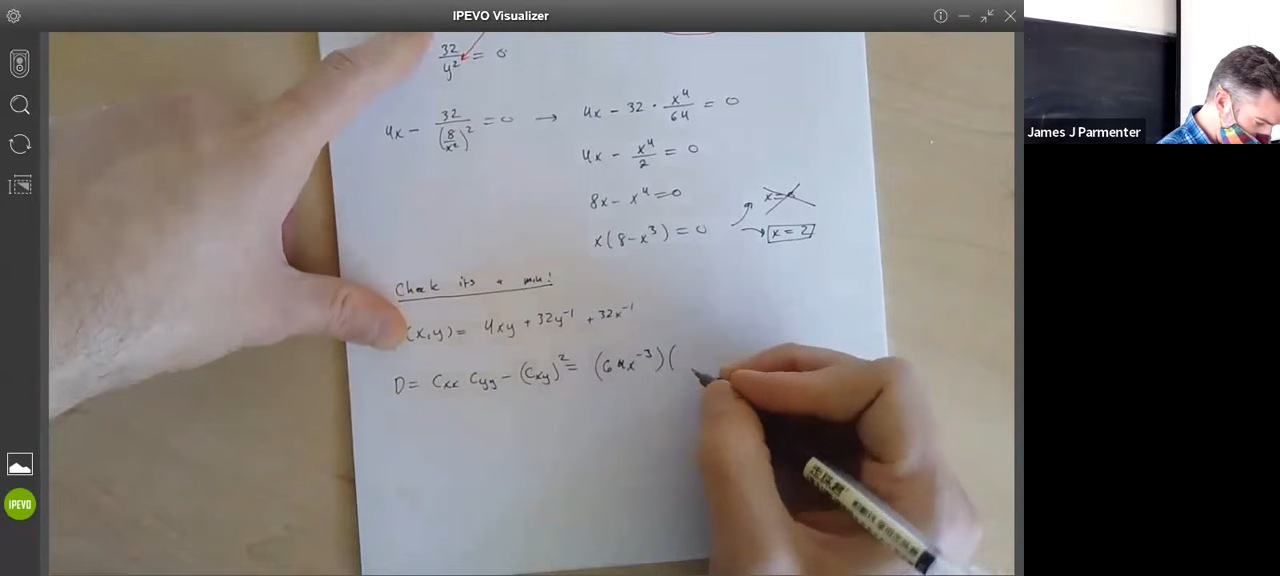 IPEVO Visualizer
32/y² = 0
4x − 32/(8/x²)² = 0 → 4x − 32 · x⁴/64 = 0
4x − x⁴/2 = 0
8x − x⁴ = 0
x(8 − x³) = 0
x = 2
Check its a min!
(x,y) = 4xy + 32y⁻¹ + 32x⁻¹
D = Cxx Cyy − (Cxy)² = (64x⁻³)(
James J Parmenter
IPEVO